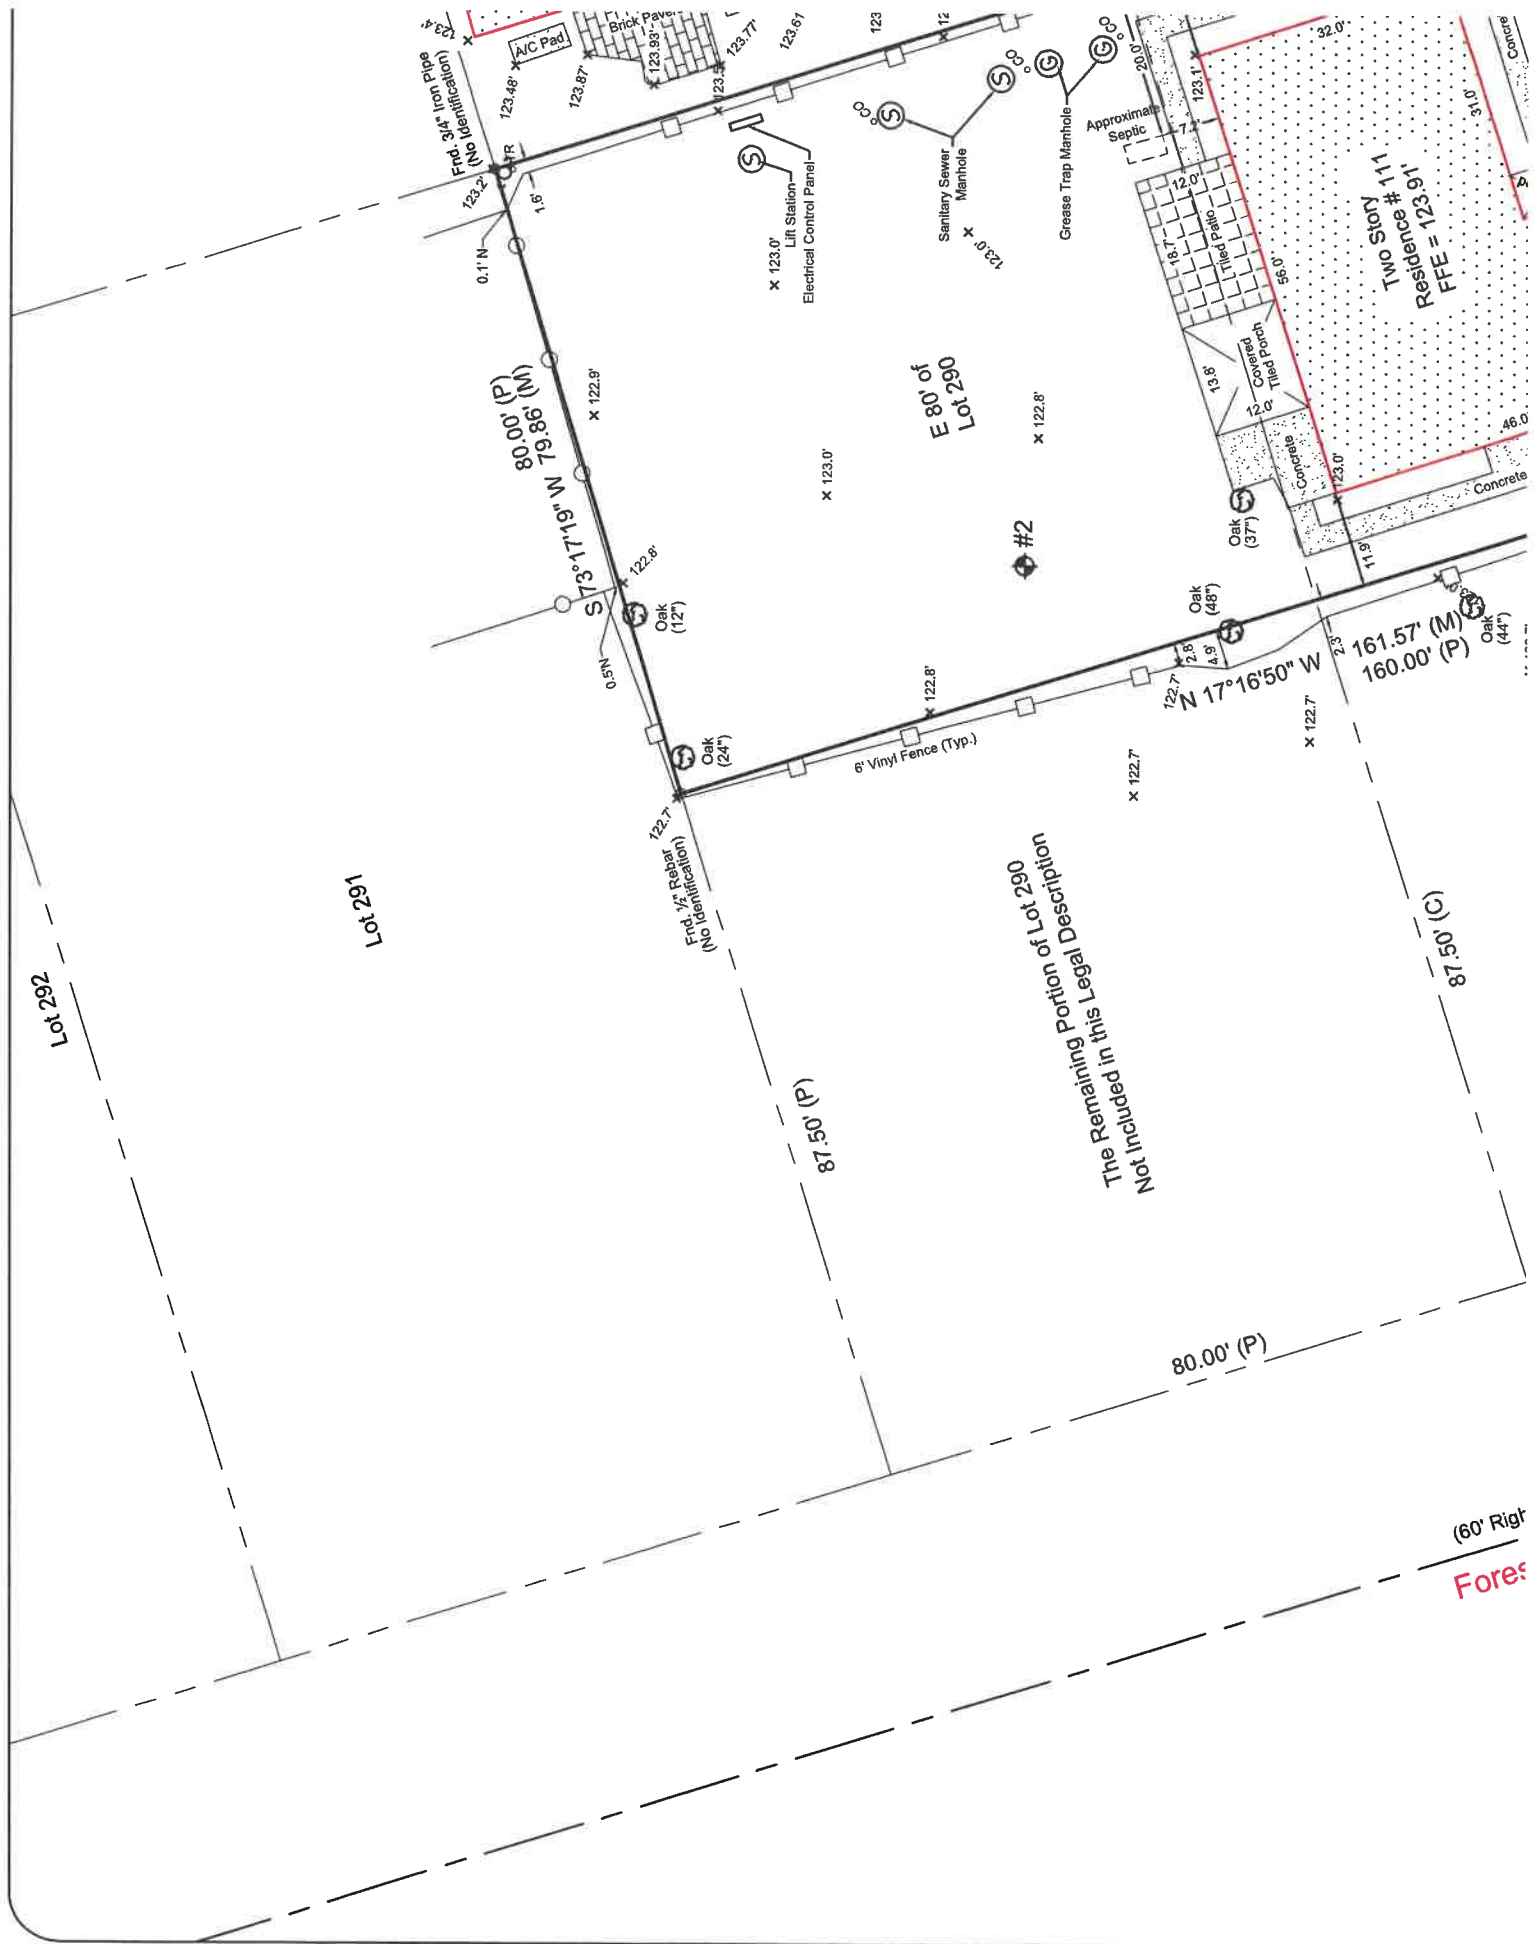 123.4'
Fnd. 3/4" Iron Pipe
(No Identification)
A/C Pad
123.48'
123.87'
123.93'
123.77'
123.61
123
12
123.2'
TR
1.6'
0.1' N
Lift Station
Electrical Control Panel
S
S
S
CO
CO
Sanitary Sewer
Manhole
G
G
CO
Grease Trap Manhole
× 123.0'
× 123.0'
20.0'
Approximate
Septic
7.2'
123.1
32.0'
31.0'
Concre
12.0'
18.7'
Tiled Patio
56.0'
Two Story
Residence # 111
FFE = 123.91'
13.8'
Covered
Tiled Porch
12.0'
Concrete
46.0
123.0'
Concrete
Oak
(37")
11.9'
80.00' (P)
S 73°17'19" W 79.86' (M)
× 122.9'
E 80' of
Lot 290
× 123.0'
× 122.8'
#2
122.8'
Oak
(12")
0.5'N
Oak
(24")
122.7'
Fnd. ½" Rebar
(No Identification)
× 122.8'
6' Vinyl Fence (Typ.)
Oak
(48")
2.8'
4.9'
122.7'
2.3'
N 17°16'50" W
161.57' (M)
160.00' (P)
Oak
(44")
× 122.7'
× 122.7'
Lot 292
Lot 291
87.50' (P)
The Remaining Portion of Lot 290
Not Included in this Legal Description
87.50' (C)
80.00' (P)
(60' Righ
Fores